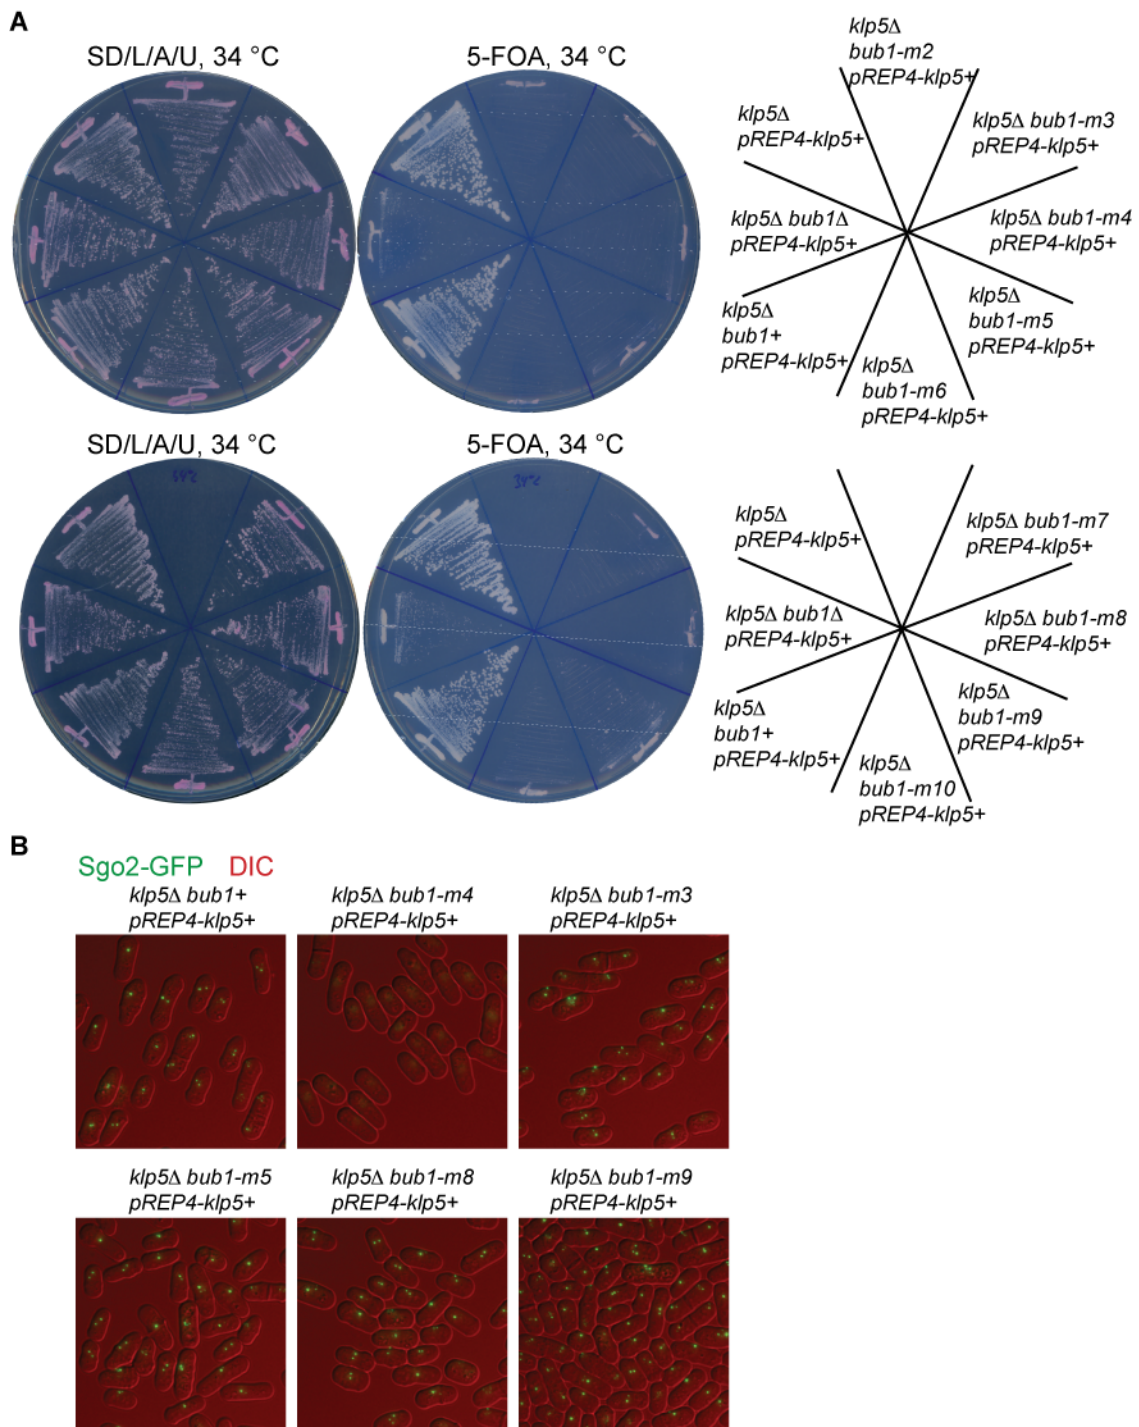 A
SD/L/A/U, 34 °C
5-FOA, 34 °C
klp5Δ
bub1-m2
pREP4-klp5+
klp5Δ
pREP4-klp5+
klp5Δ bub1-m3
pREP4-klp5+
klp5Δ bub1Δ
pREP4-klp5+
klp5Δ bub1-m4
pREP4-klp5+
klp5Δ
bub1+
pREP4-klp5+
klp5Δ
bub1-m5
pREP4-klp5+
klp5Δ
bub1-m6
pREP4-klp5+
SD/L/A/U, 34 °C
5-FOA, 34 °C
34°C
34°C
klp5Δ
pREP4-klp5+
klp5Δ bub1-m7
pREP4-klp5+
klp5Δ bub1Δ
pREP4-klp5+
klp5Δ bub1-m8
pREP4-klp5+
klp5Δ
bub1+
pREP4-klp5+
klp5Δ
bub1-m9
pREP4-klp5+
klp5Δ
bub1-m10
pREP4-klp5+
B
Sgo2-GFP DIC
klp5Δ bub1+
pREP4-klp5+
klp5Δ bub1-m4
pREP4-klp5+
klp5Δ bub1-m3
pREP4-klp5+
klp5Δ bub1-m5
pREP4-klp5+
klp5Δ bub1-m8
pREP4-klp5+
klp5Δ bub1-m9
pREP4-klp5+